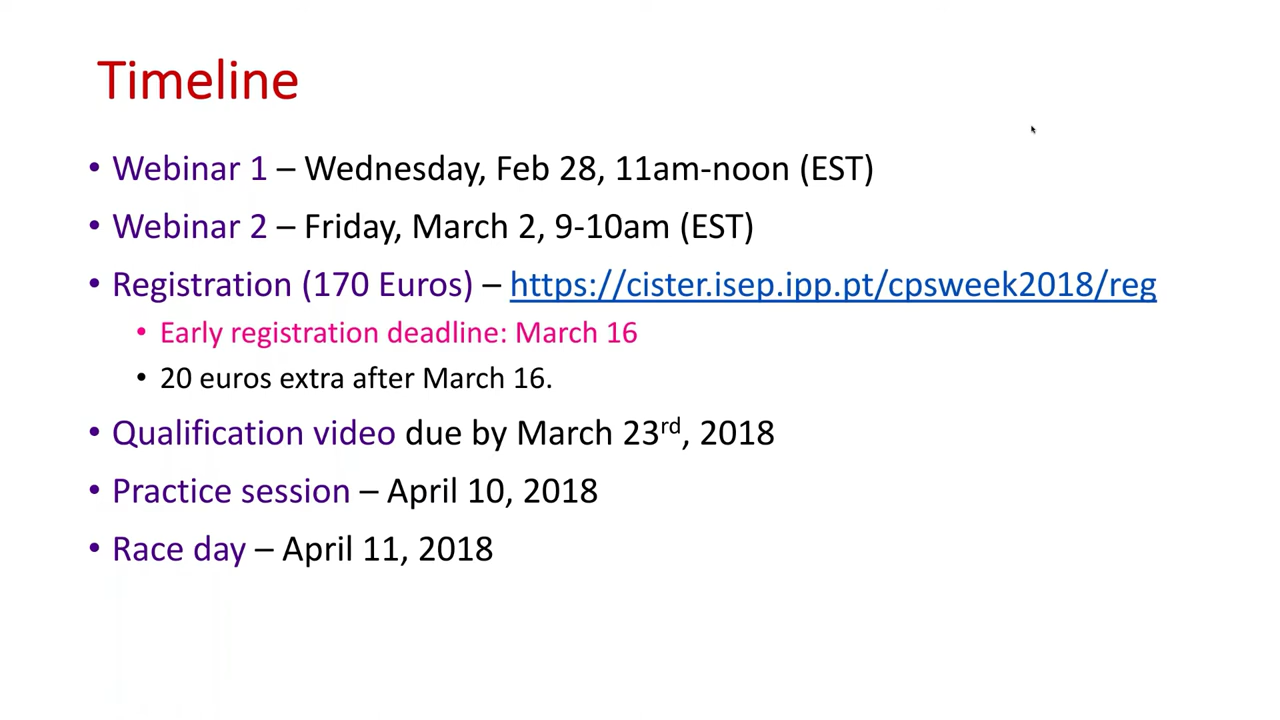 Timeline
• Webinar 1 – Wednesday, Feb 28, 11am-noon (EST)
• Webinar 2 – Friday, March 2, 9-10am (EST)
• Registration (170 Euros) – https://cister.isep.ipp.pt/cpsweek2018/reg
• Early registration deadline: March 16
• 20 euros extra after March 16.
• Qualification video due by March 23rd, 2018
• Practice session – April 10, 2018
• Race day – April 11, 2018